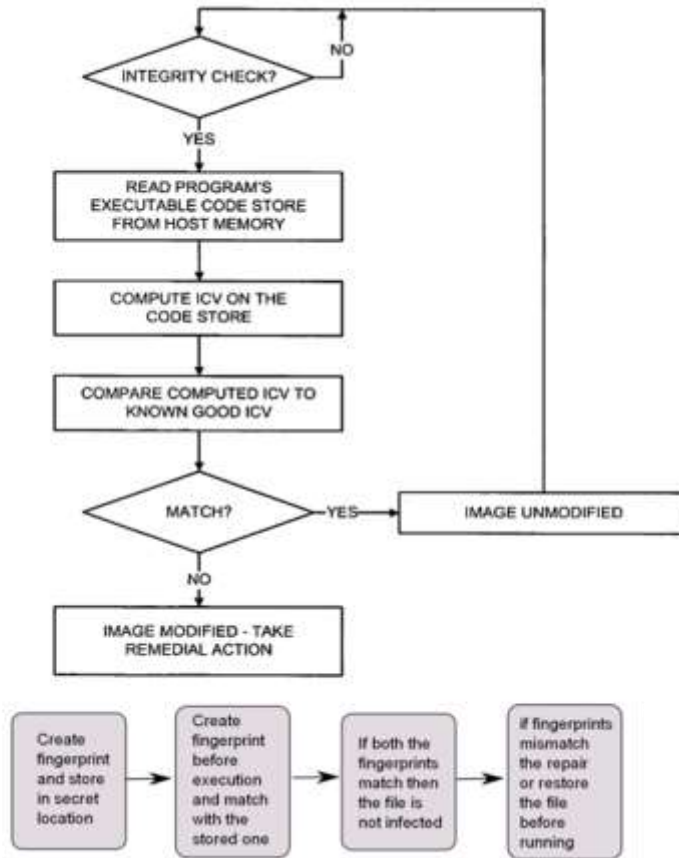 NO
INTEGRITY CHECK?
YES
READ PROGRAM'S
EXECUTABLE CODE STORE
FROM HOST MEMORY
COMPUTE ICV ON THE
CODE STORE
COMPARE COMPUTED ICV TO
KNOWN GOOD ICV
MATCH?
YES
IMAGE UNMODIFIED
NO
IMAGE MODIFIED - TAKE
REMEDIAL ACTION
Create
fingerprint
and store
in secret
location
Create
fingerprint
before
execution
and match
with the
stored one
If both the
fingerprints
match then
the file is
not infected
if fingerprints
mismatch
the repair
or restore
the file
before
running